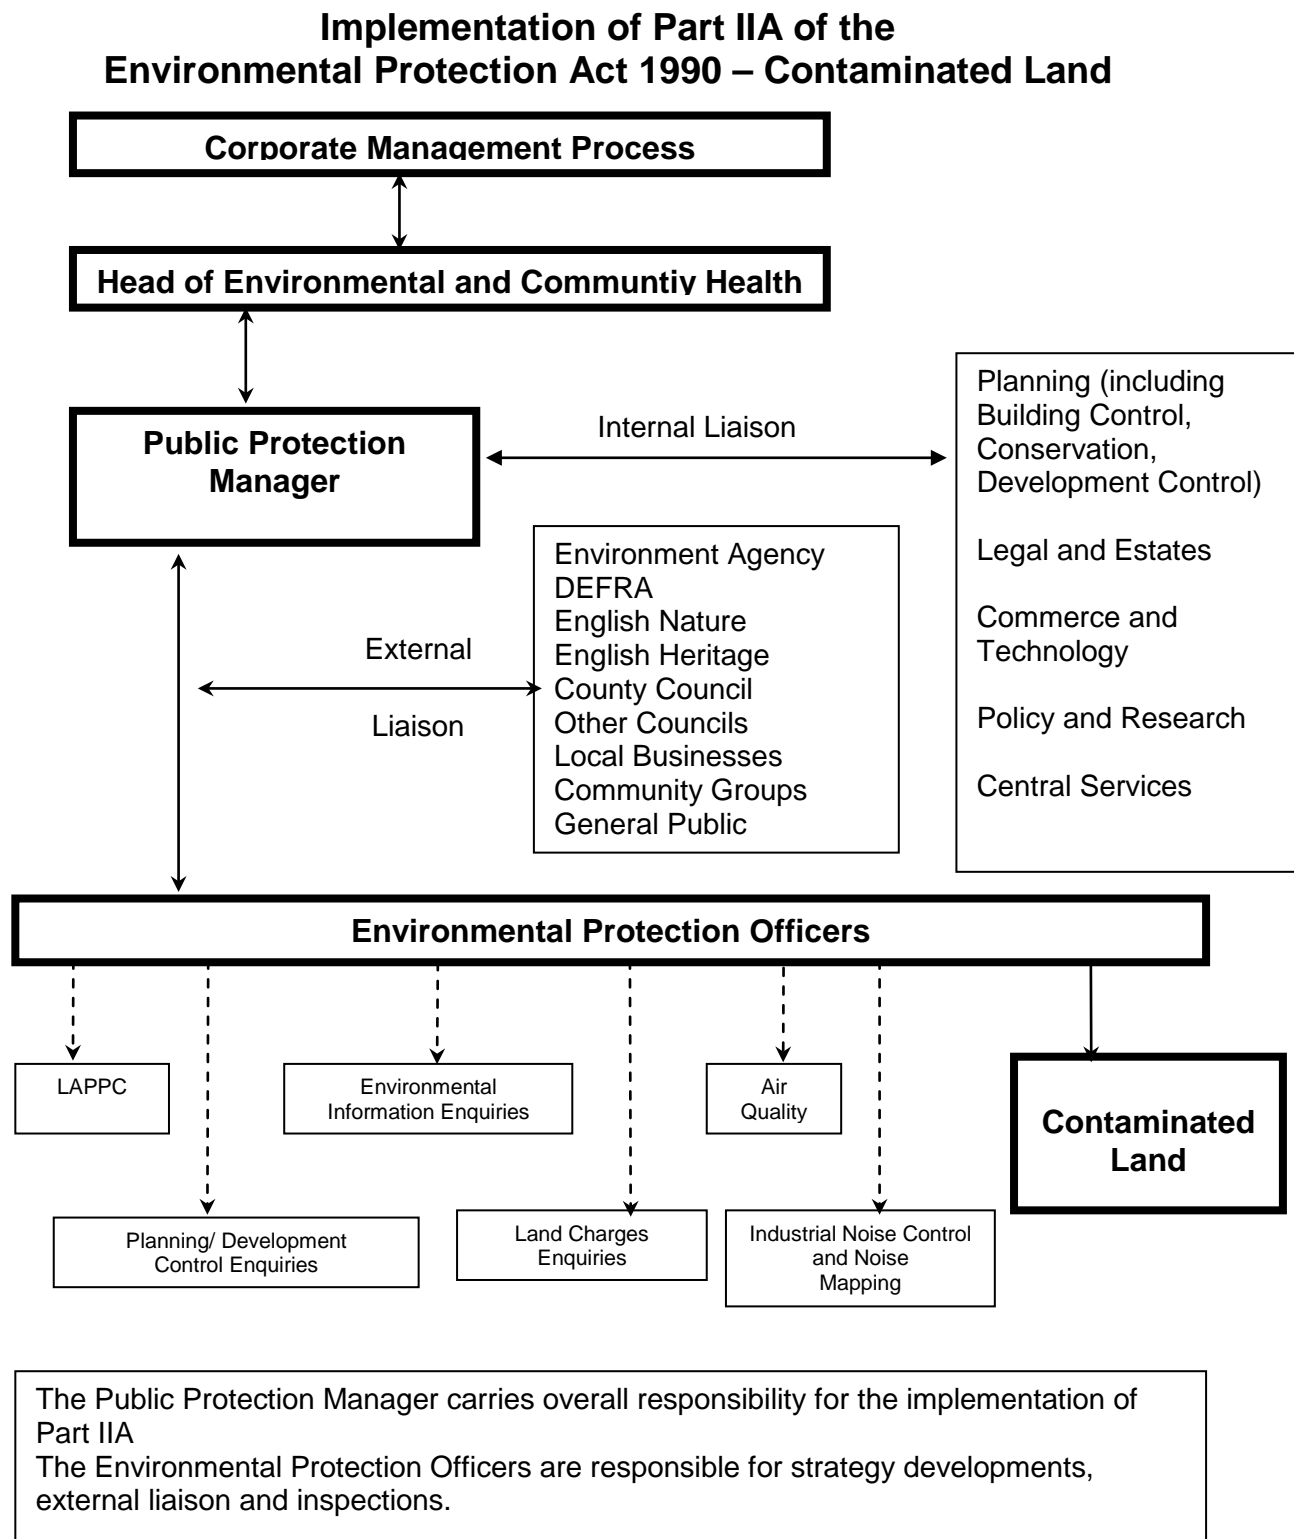 Implementation of Part IIA of the
Environmental Protection Act 1990 – Contaminated Land
Corporate Management Process
Head of Environmental and Communtiy Health
Public Protection
Manager
Internal Liaison
Planning (including
Building Control,
Conservation,
Development Control)
Legal and Estates
Commerce and
Technology
Policy and Research
Central Services
External
Liaison
Environment Agency
DEFRA
English Nature
English Heritage
County Council
Other Councils
Local Businesses
Community Groups
General Public
Environmental Protection Officers
LAPPC
Environmental
Information Enquiries
Air
Quality
Contaminated
Land
Planning/ Development
Control Enquiries
Land Charges
Enquiries
Industrial Noise Control
and Noise
Mapping
The Public Protection Manager carries overall responsibility for the implementation of
Part IIA
The Environmental Protection Officers are responsible for strategy developments,
external liaison and inspections.